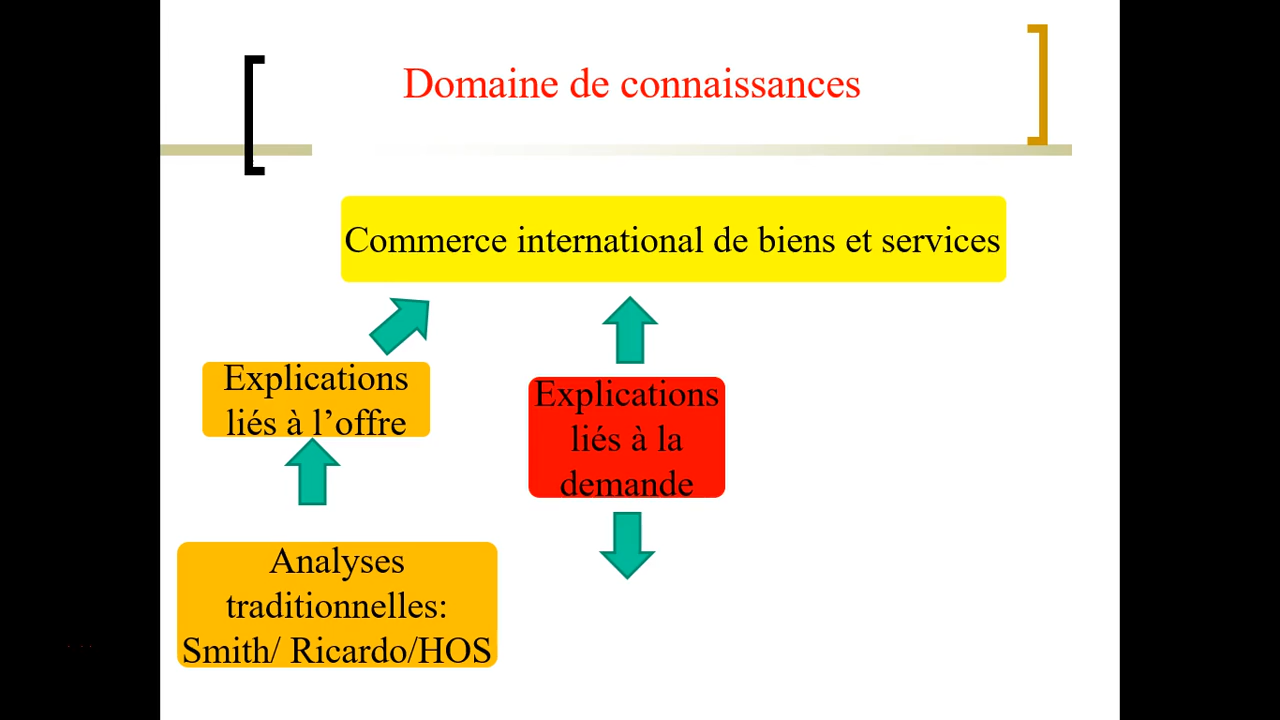 Domaine de connaissances
Commerce international de biens et services
Explications
liés à l’offre
Explications
liés à la
demande
Analyses
traditionnelles:
Smith/ Ricardo/HOS